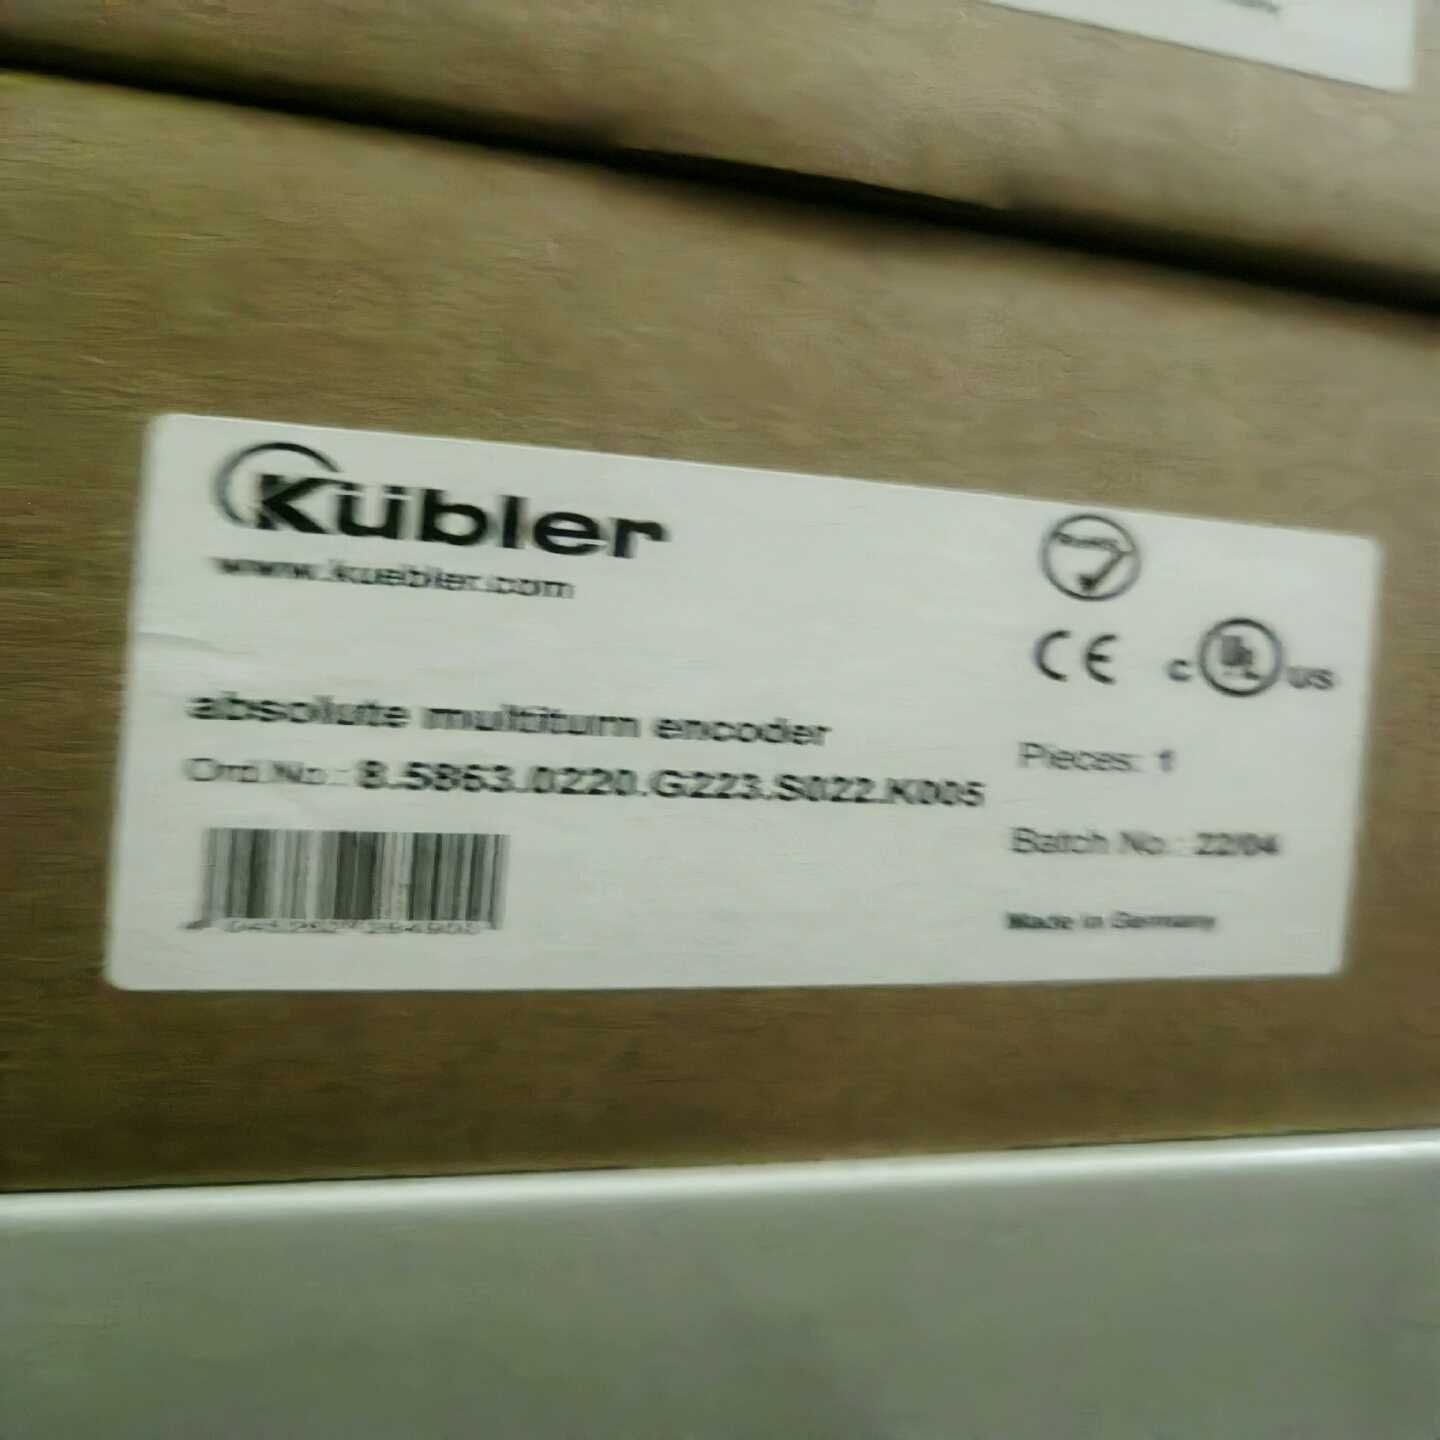 Kübler
www.kuebler.com
CE
c UL us
absolute multiturn encoder
Ord.No.: 8.5863.0220.G223.S022.K005
Pieces: 1
Batch No.: 22/04
Made in Germany